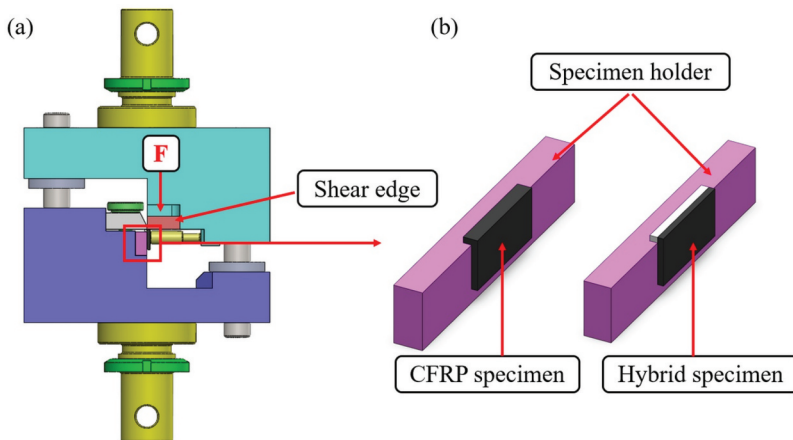 (a)
(b)
Specimen holder
F
Shear edge
CFRP specimen
Hybrid specimen